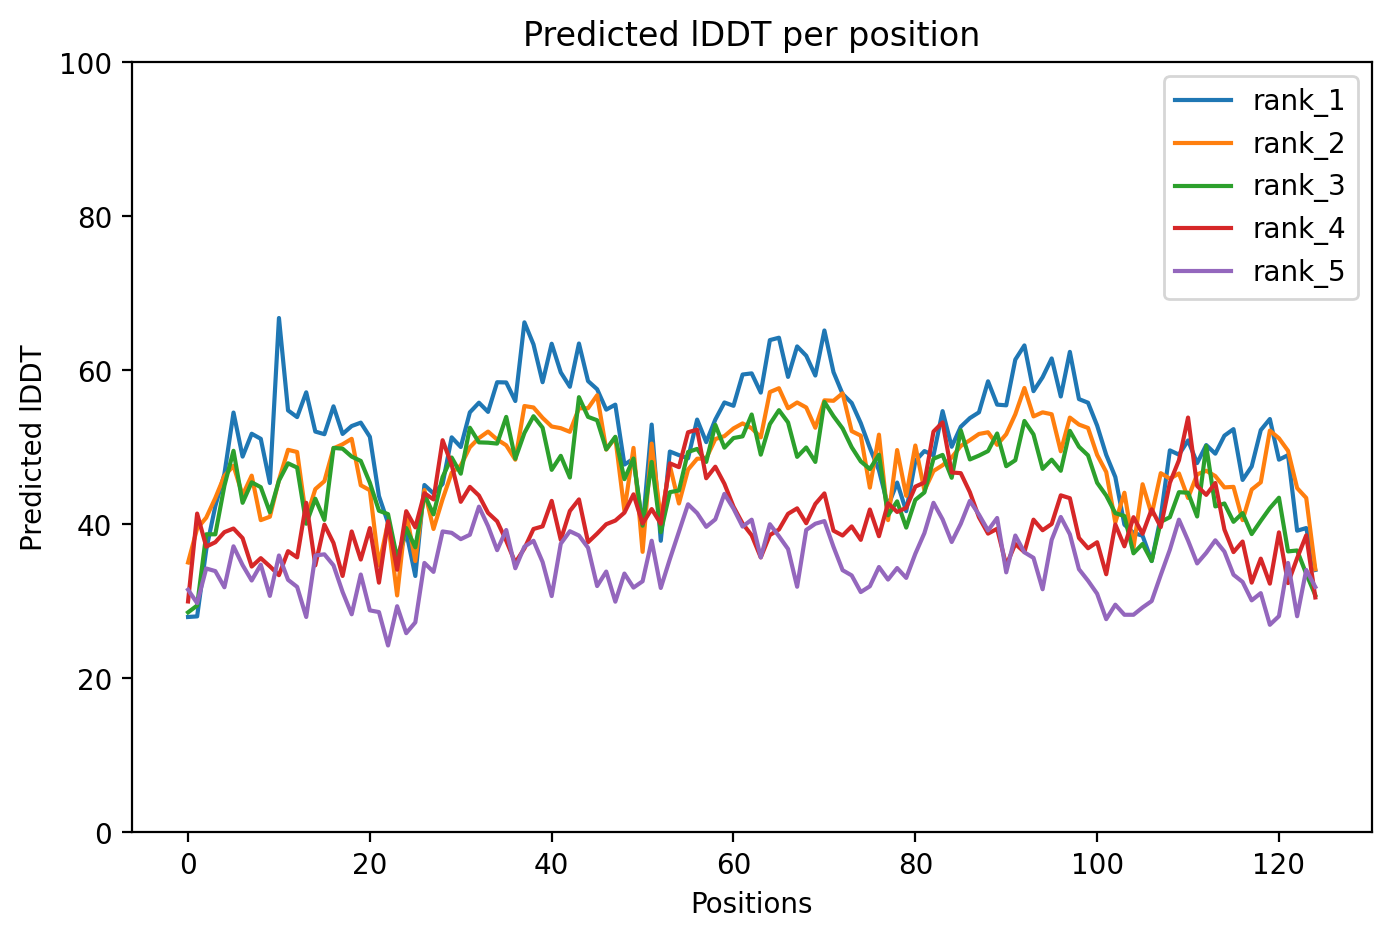 Predicted lDDT per position
100
80
60
40
20
0
Predicted lDDT
0 20 40 60 80 100 120
Positions
rank_1
rank_2
rank_3
rank_4
rank_5